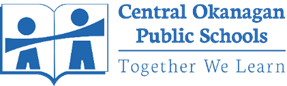 Central Okanagan
Public Schools
Together We Learn